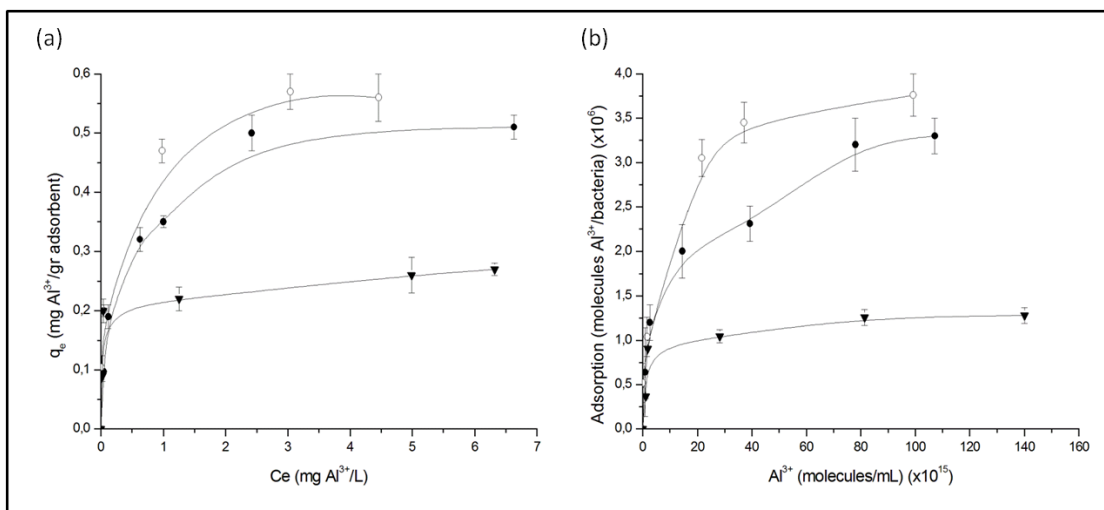 (a)
0,6
0,5
0,4
0,3
0,2
0,1
0,0
qe (mg Al³⁺/gr adsorbent)
0 1 2 3 4 5 6 7
Ce (mg Al³⁺/L)
(b)
4,0
3,5
3,0
2,5
2,0
1,5
1,0
0,5
0,0
Adsorption (molecules Al³⁺/bacteria) (x10⁶)
0 20 40 60 80 100 120 140 160
Al³⁺ (molecules/mL) (x10¹⁵)